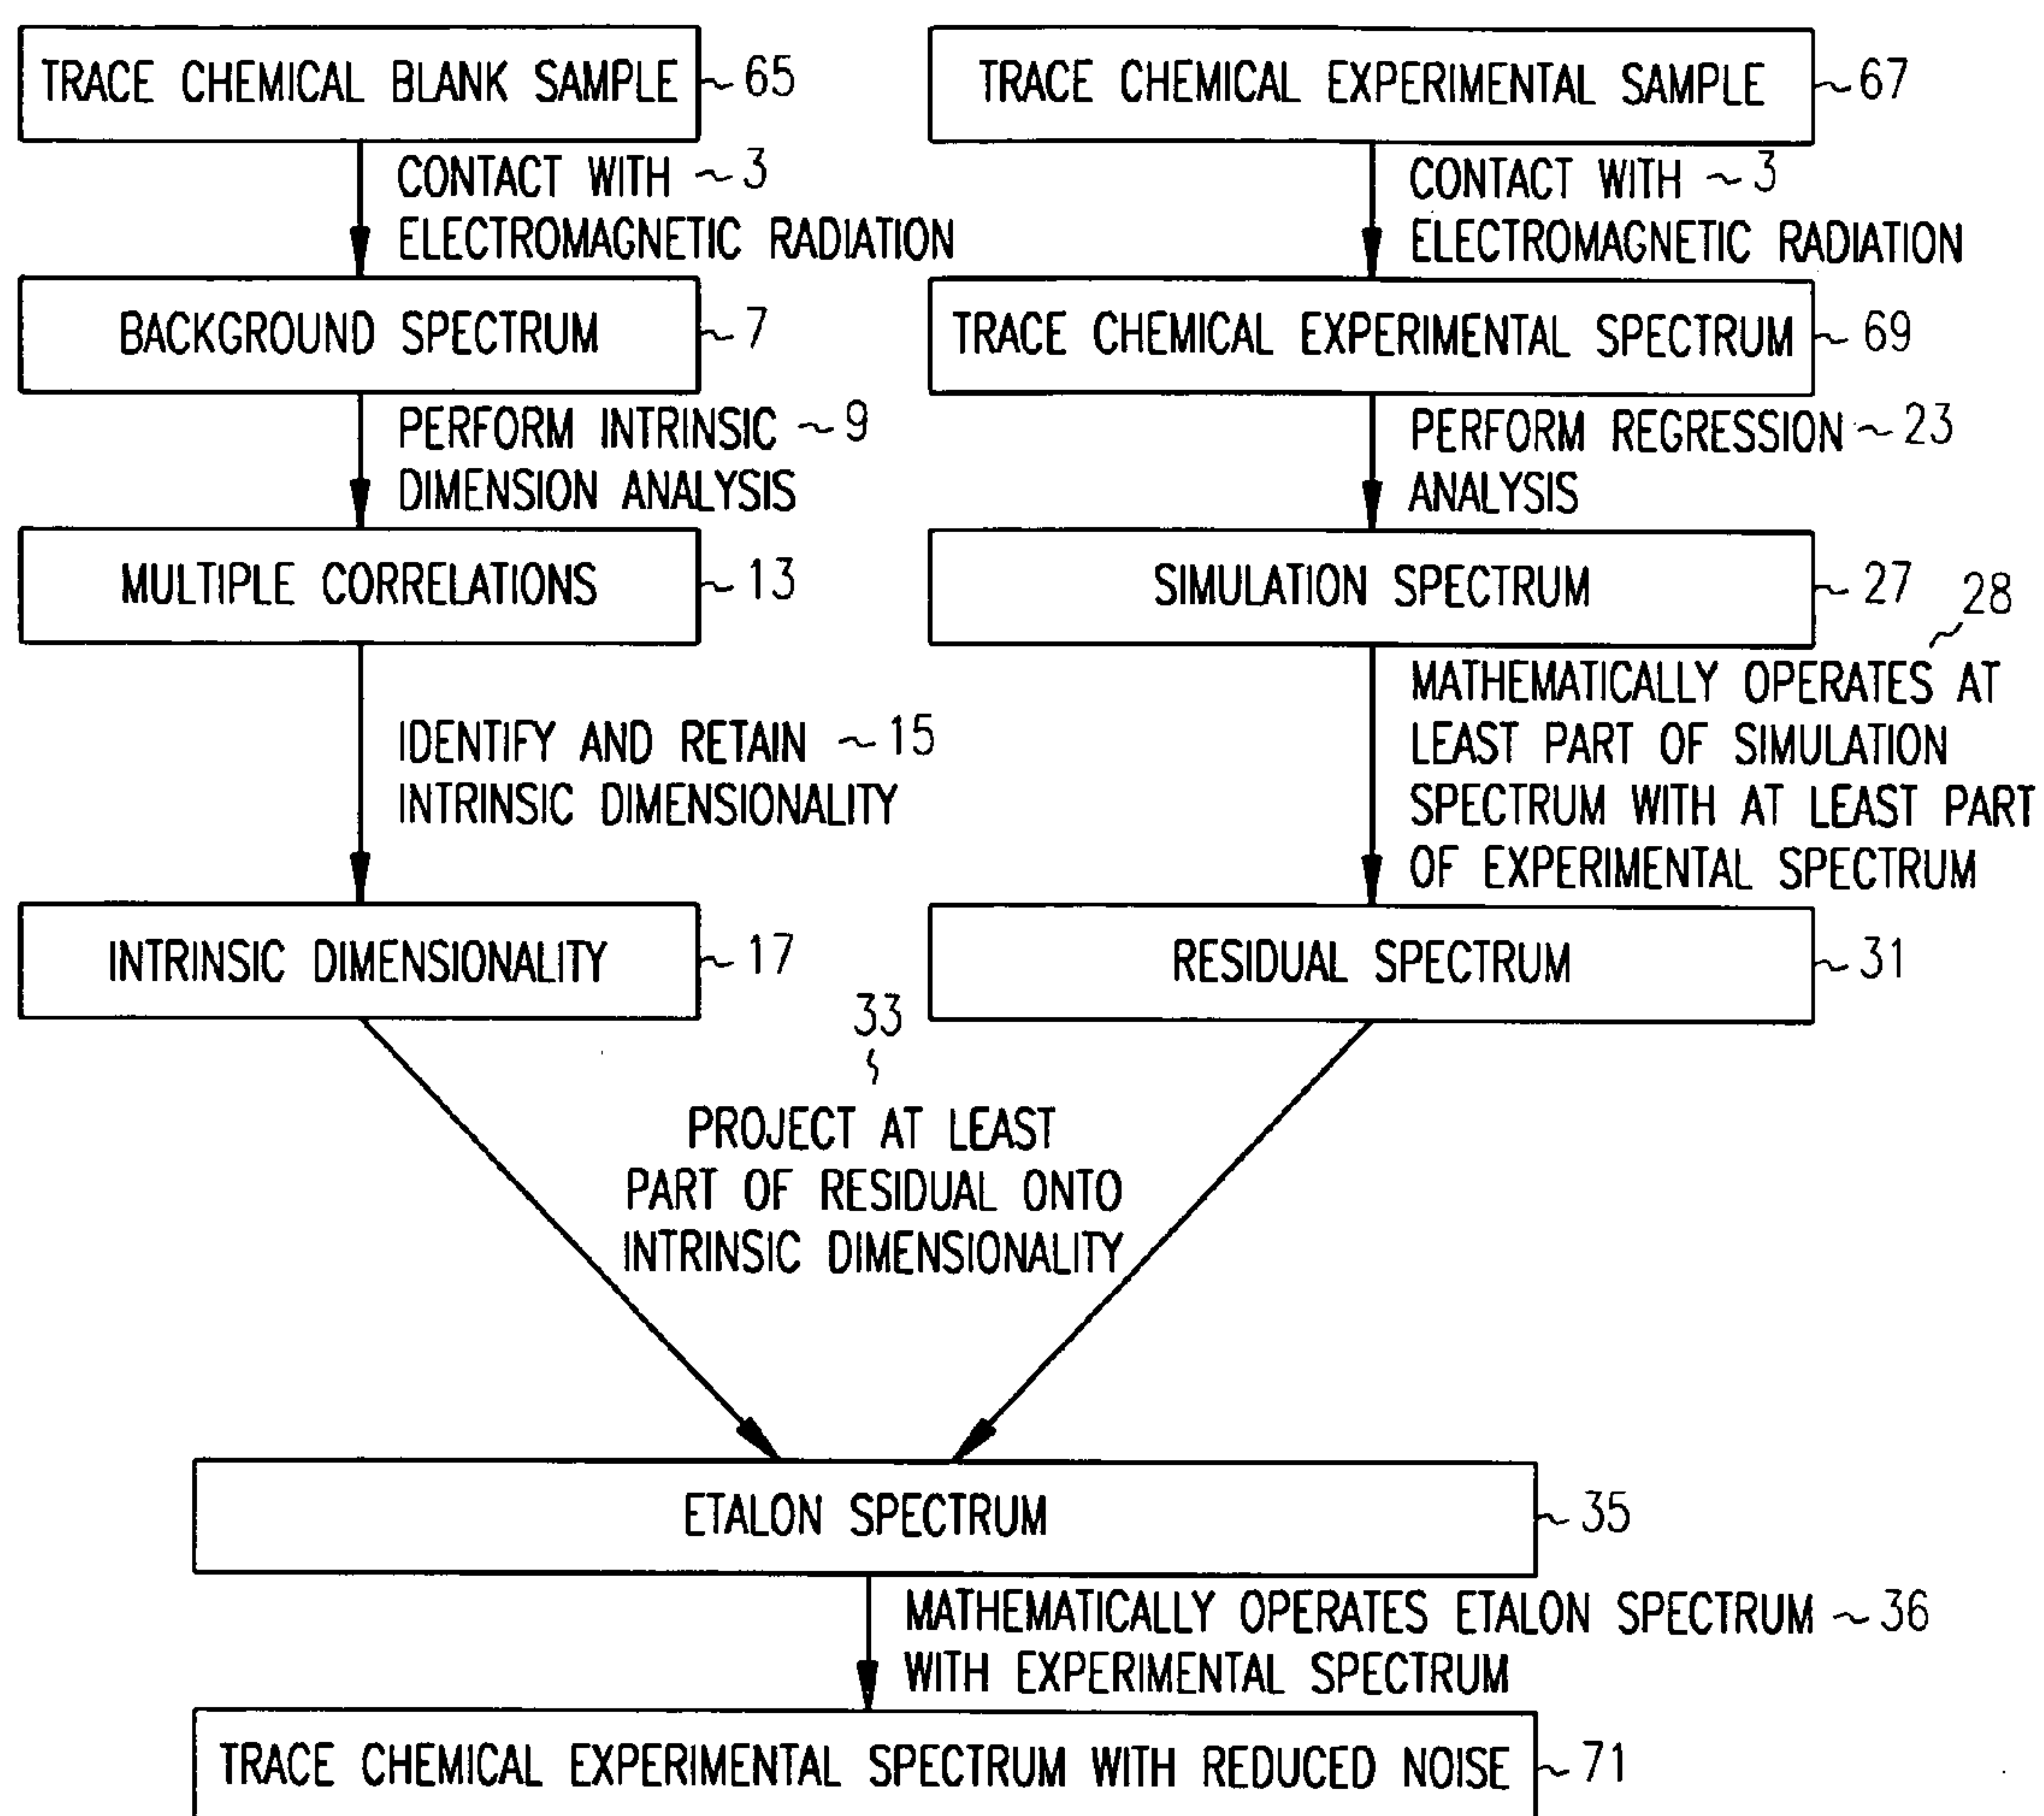 TRACE CHEMICAL BLANK SAMPLE ~65
CONTACT WITH ~3
ELECTROMAGNETIC RADIATION
BACKGROUND SPECTRUM ~7
PERFORM INTRINSIC ~9
DIMENSION ANALYSIS
MULTIPLE CORRELATIONS ~13
IDENTIFY AND RETAIN ~15
INTRINSIC DIMENSIONALITY
INTRINSIC DIMENSIONALITY ~17
TRACE CHEMICAL EXPERIMENTAL SAMPLE ~67
CONTACT WITH ~3
ELECTROMAGNETIC RADIATION
TRACE CHEMICAL EXPERIMENTAL SPECTRUM ~69
PERFORM REGRESSION ~23
ANALYSIS
SIMULATION SPECTRUM ~27
28
MATHEMATICALLY OPERATES AT
LEAST PART OF SIMULATION
SPECTRUM WITH AT LEAST PART
OF EXPERIMENTAL SPECTRUM
RESIDUAL SPECTRUM ~31
33
PROJECT AT LEAST
PART OF RESIDUAL ONTO
INTRINSIC DIMENSIONALITY
ETALON SPECTRUM ~35
MATHEMATICALLY OPERATES ETALON SPECTRUM ~36
WITH EXPERIMENTAL SPECTRUM
TRACE CHEMICAL EXPERIMENTAL SPECTRUM WITH REDUCED NOISE ~71